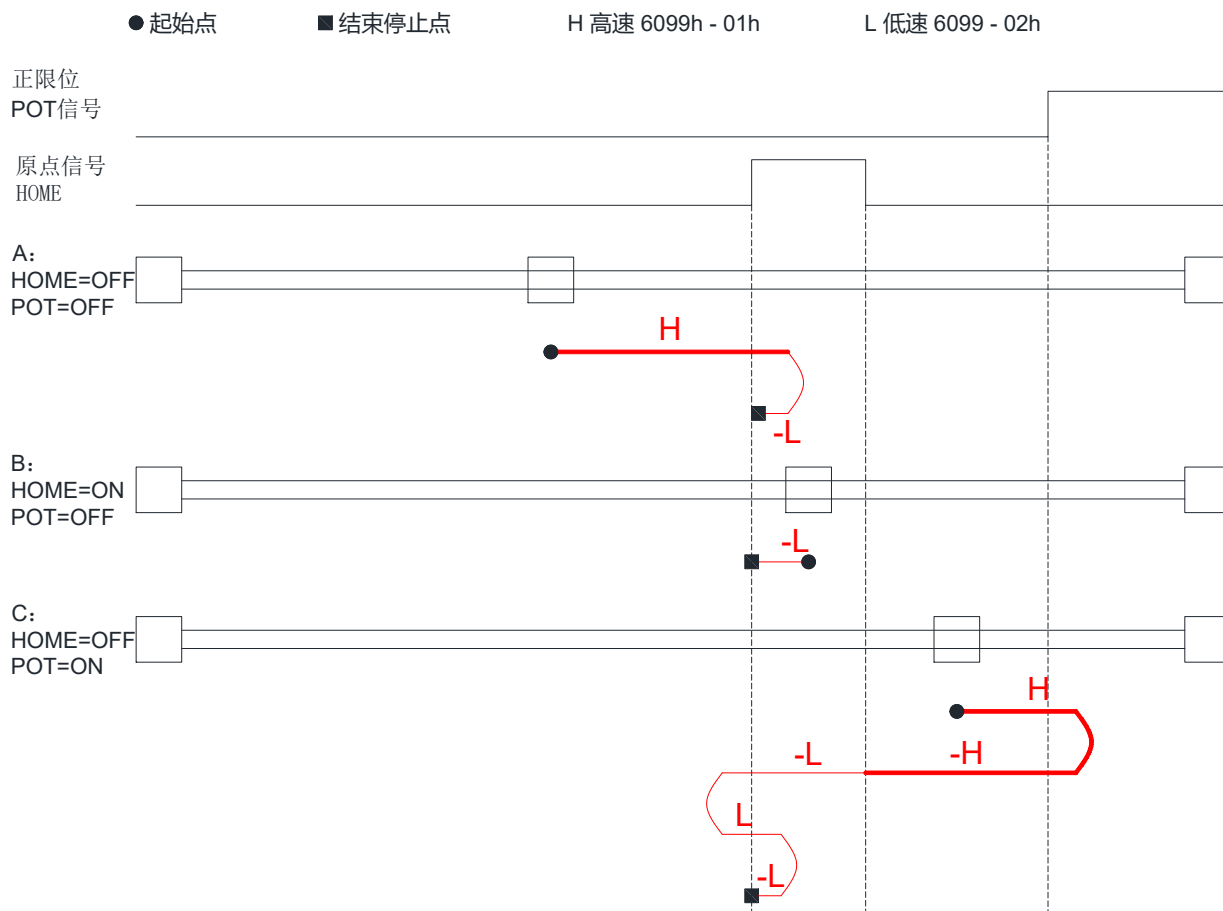 起始点 结束停止点 H 高速 6099h - 01h L 低速 6099 - 02h
正限位
POT信号
原点信号
HOME
A：
HOME=OFF
POT=OFF
H
-L
B：
HOME=ON
POT=OFF
-L
C：
HOME=OFF
POT=ON
H
-L -H
L
-L